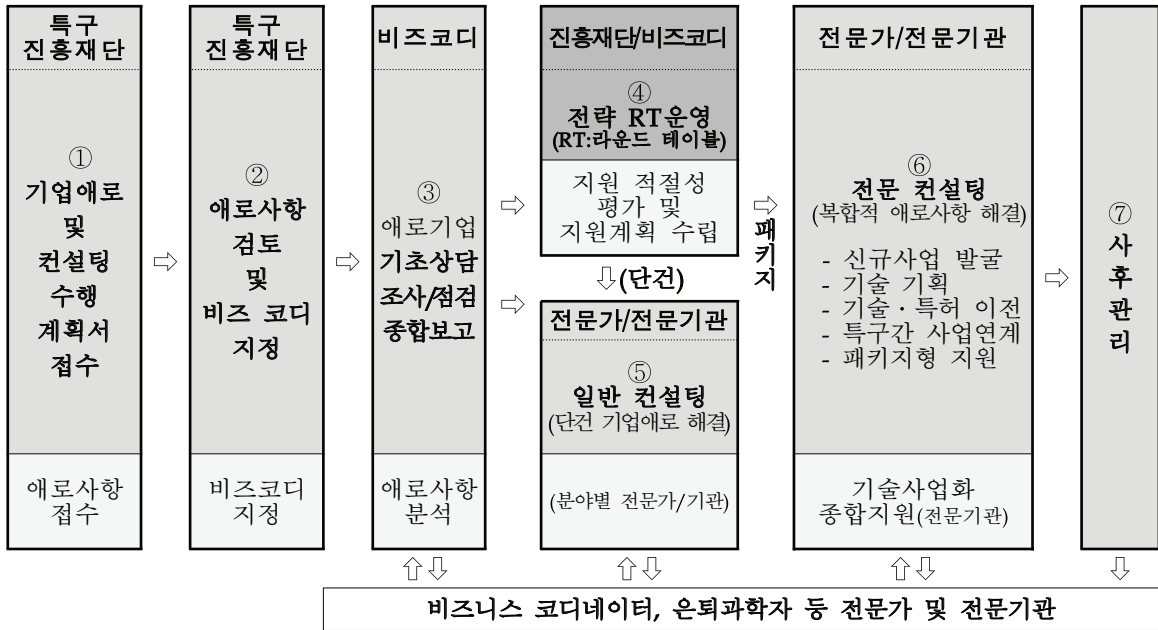 특구
진흥재단
①
기업애로
및
컨설팅
수행
계획서
접수
애로사항
접수
⇨
특구
진흥재단
②
애로사항
검토
및
비즈 코디
지정
비즈코디
지정
⇨
비즈코디
③
애로기업
기초상담
조사/점검
종합보고
애로사항
분석
⇨
⇨
진흥재단/비즈코디
④
전략 RT운영
(RT:라운드 테이블)
지원 적절성
평가 및
지원계획 수립
⇩(단건)
전문가/전문기관
⑤
일반 컨설팅
(단건 기업애로 해결)
(분야별 전문가/기관)
⇨
패
키
지
전문가/전문기관
⑥
전문 컨설팅
(복합적 애로사항 해결)
- 신규사업 발굴
- 기술 기획
- 기술·특허 이전
- 특구간 사업연계
- 패키지형 지원
기술사업화
종합지원(전문기관)
⇨
⑦
사
후
관
리
⇧⇩ ⇧⇩ ⇧⇩ ⇩
비즈니스 코디네이터, 은퇴과학자 등 전문가 및 전문기관